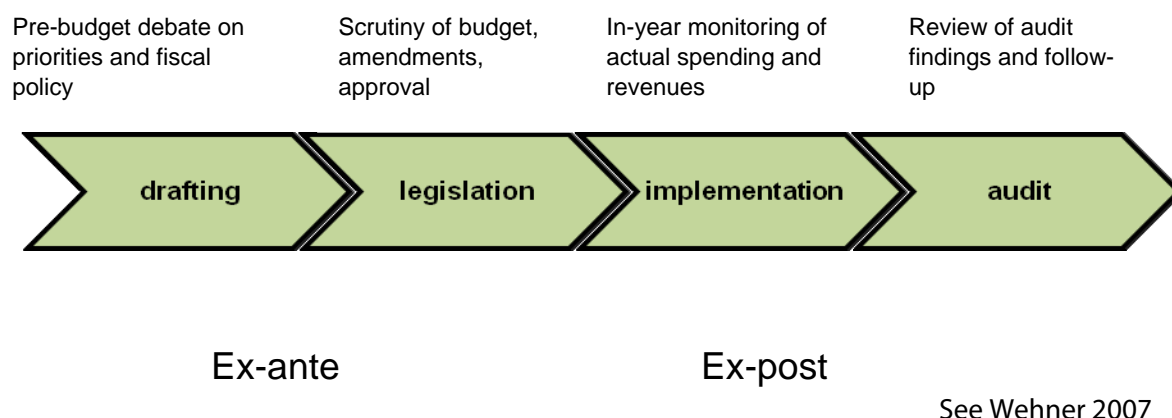 Pre-budget debate on
priorities and fiscal
policy
Scrutiny of budget,
amendments,
approval
In-year monitoring of
actual spending and
revenues
Review of audit
findings and follow-
up
drafting
legislation
implementation
audit
Ex-ante
Ex-post
See Wehner 2007